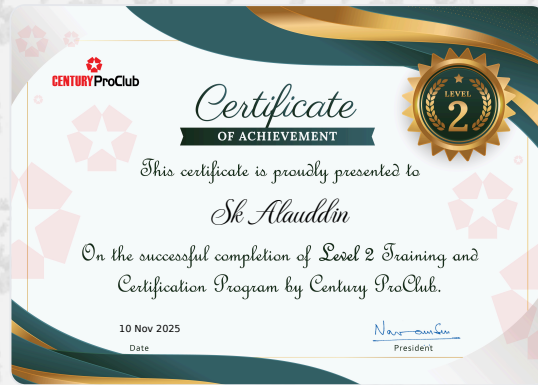 CENTURY ProClub
Certificate
OF ACHIEVEMENT
LEVEL
2
This certificate is proudly presented to
Sk Alauddin
On the successful completion of Level 2 Training and
Certification Program by Century ProClub.
10 Nov 2025
Date
President